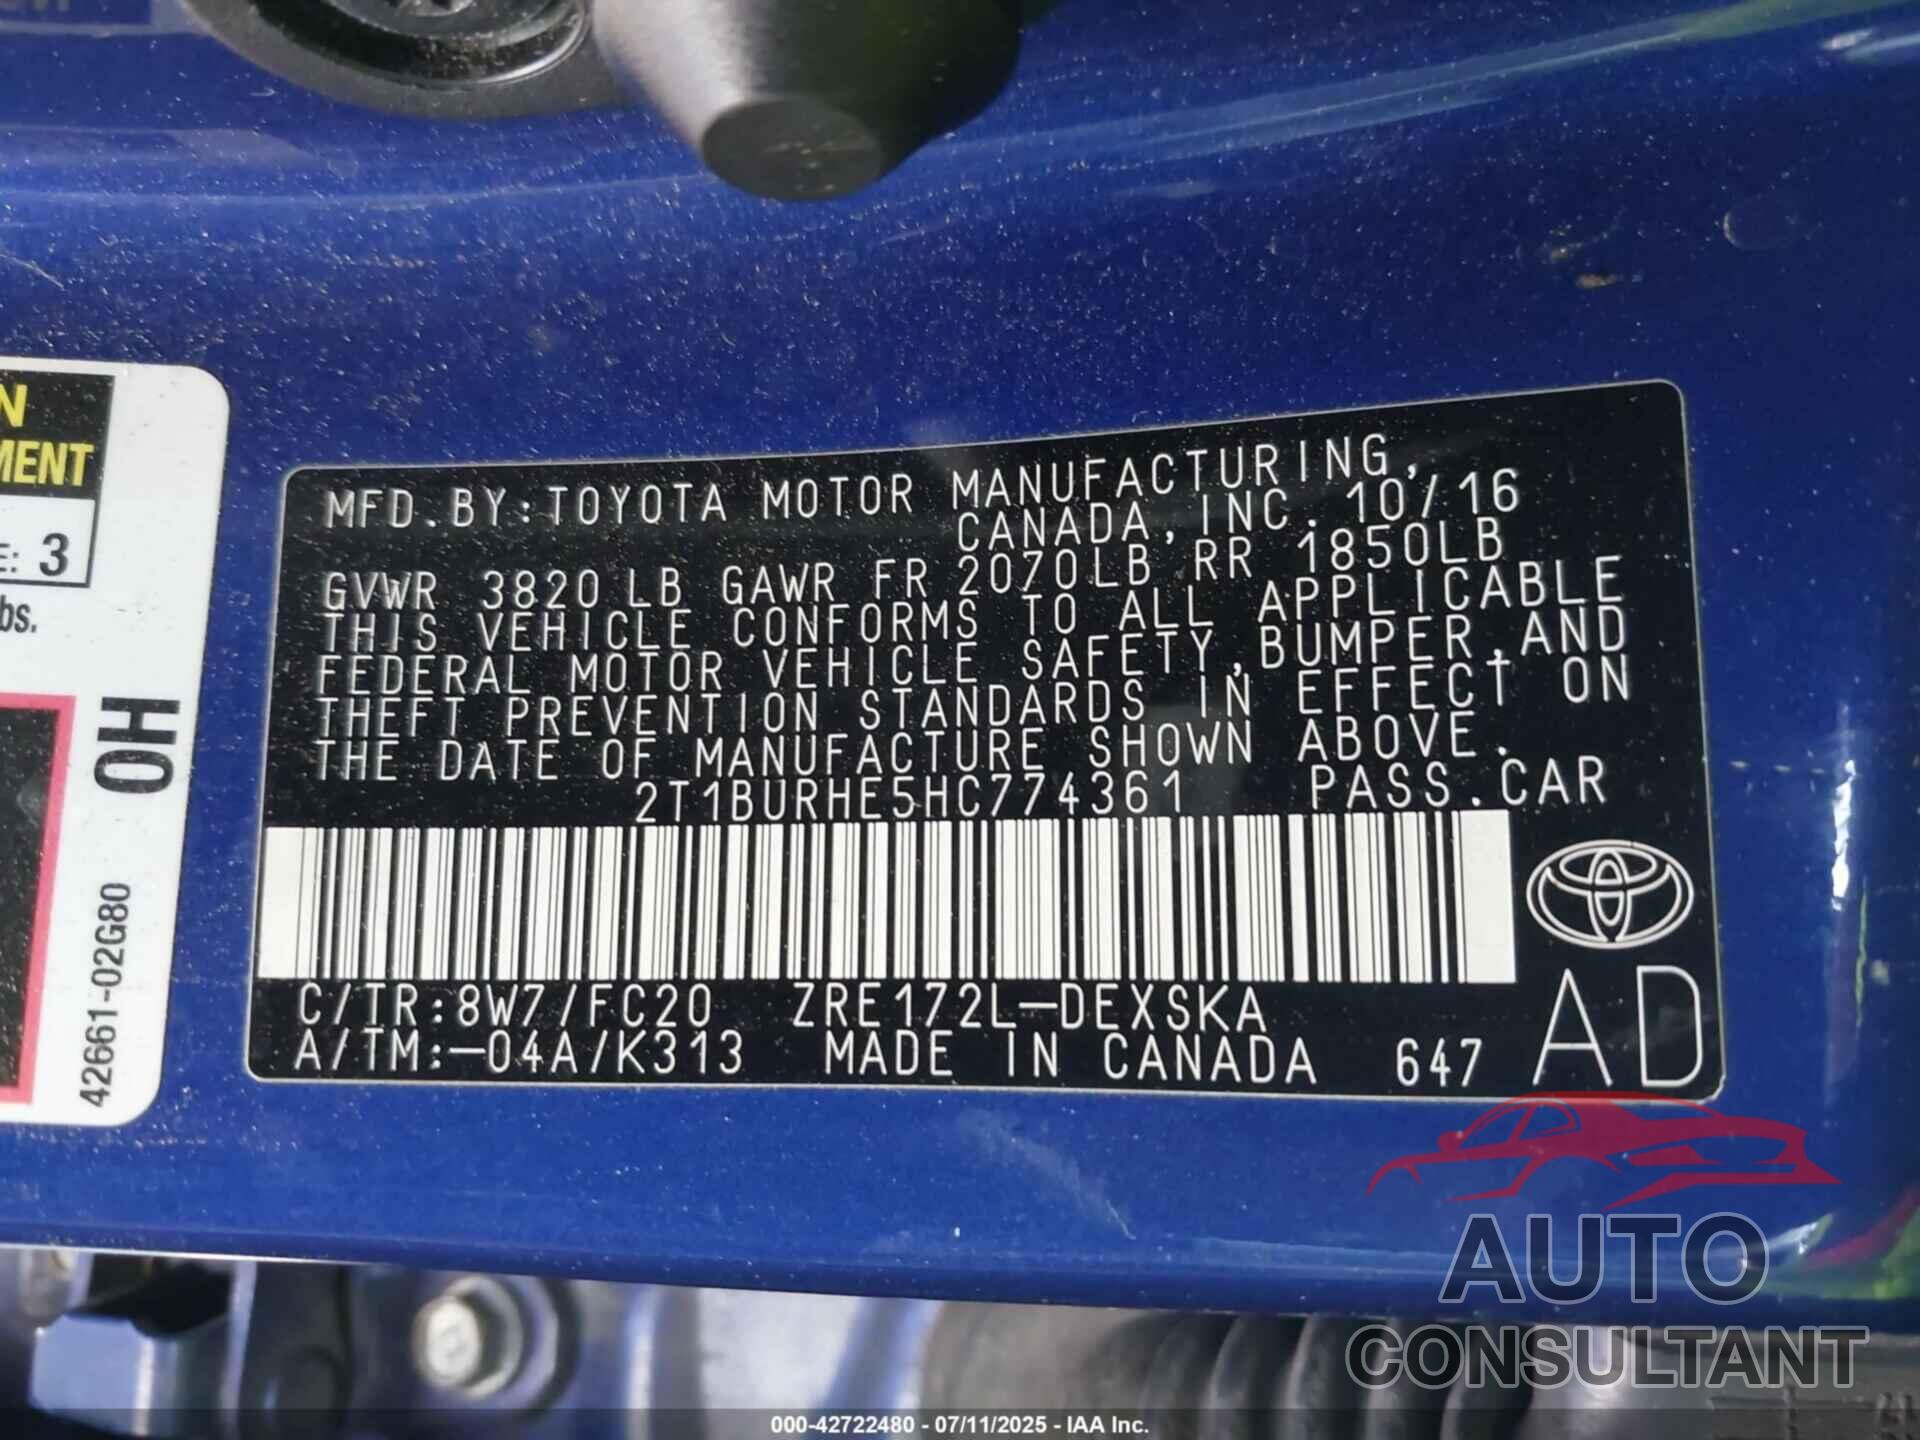 N
MENT
E: 3
bs.
OH
42661-02G80
MFD.BY:TOYOTA MOTOR MANUFACTURING,
CANADA,INC. 10/16
GVWR 3820LB GAWR FR 2070LB RR 1850LB
THIS VEHICLE CONFORMS TO ALL APPLICABLE
FEDERAL MOTOR VEHICLE SAFETY,BUMPER,AND
THEFT PREVENTION STANDARDS IN EFFECT ON
THE DATE OF MANUFACTURE SHOWN ABOVE.
2T1BURHE5HC774361 PASS.CAR
C/TR:8W7/FC20 ZRE172L-DEXSKA
A/TM:-04A/K313 MADE IN CANADA 647
AD
AUTO
CONSULTANT
000-42722480 - 07/11/2025 - IAA Inc.